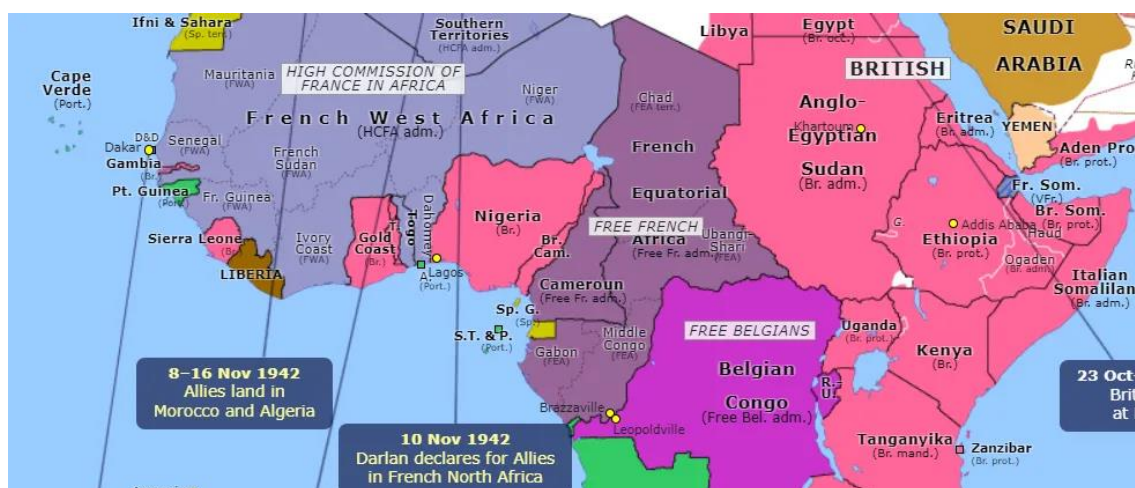 Ifni & Sahara
(Sp. terr.)
Cape
Verde
(Port.)
Mauritania
(FWA)
HIGH COMMISSION OF
FRANCE IN AFRICA
Southern
Territories
(HCFA adm.)
Niger
(FWA)
French West Africa
(HCFA adm.)
D&D
Dakar
Senegal
(FWA)
Gambia
(Br.)
Pt. Guinea
(Port.)
French
Sudan
(FWA)
Fr. Guinea
(FWA)
Sierra Leone
(Br.)
LIBERIA
Ivory
Coast
(FWA)
Gold
Coast
(Br.)
T.
Togo
Dahomey
A.
(Port.)
Lagos
Nigeria
(Br.)
Br.
Cam.
Libya
Egypt
(Br. oct.)
Chad
(FEA terr.)
French
Equatorial
Africa
(Free Fr. adm.)
FREE FRENCH
Ubangi-
Shari
(FEA)
Cameroun
(Free Fr. adm.)
Sp. G.
(Sp.)
S.T. & P.
(Port.)
Gabon
(FEA)
Middle
Congo
(FEA)
Brazzaville
Leopoldville
FREE BELGIANS
Belgian
Congo
(Free Bel. adm.)
R.-
U.
BRITISH
Anglo-
Egyptian
Sudan
(Br. adm.)
Khartoum
SAUDI
ARABIA
Eritrea
(Br. adm.)
YEMEN
Aden Pro
(Br. prot.)
Fr. Som.
(VFr.)
Br. Som.
(Br. prot.)
G.
Addis Ababa
Haud
Ethiopia
(Br. prot.)
Ogaden
(Br. adm.)
Italian
Somalilan
(Br. adm.)
Uganda
(Br. prot.)
Kenya
(Br.)
Tanganyika
(Br. mand.)
Zanzibar
(Br. prot.)
8–16 Nov 1942
Allies land in
Morocco and Algeria
10 Nov 1942
Darlan declares for Allies
in French North Africa
23 Oct-
Brit
at